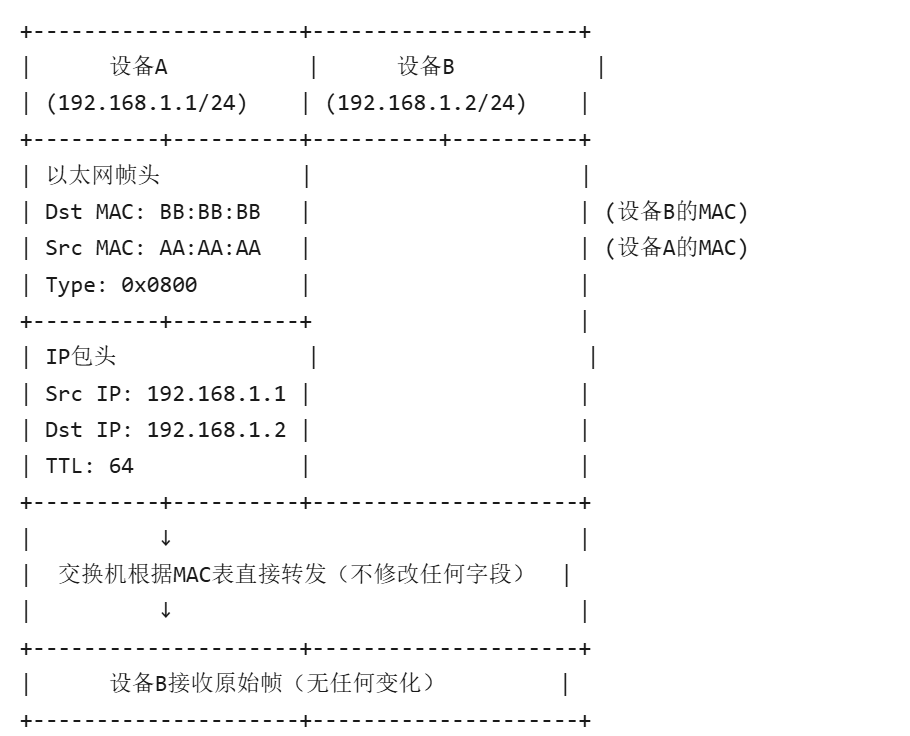 +---------------------+---------------------+
|      设备A           |      设备B           |
| (192.168.1.1/24)    | (192.168.1.2/24)    |
+----------+----------+----------+----------+
| 以太网帧头           |                     |
| Dst MAC: BB:BB:BB   |                     | (设备B的MAC)
| Src MAC: AA:AA:AA   |                     | (设备A的MAC)
| Type: 0x0800        |                     |
+----------+----------+                     |
| IP包头               |                     |
| Src IP: 192.168.1.1 |                     |
| Dst IP: 192.168.1.2 |                     |
| TTL: 64             |                     |
+----------+----------+---------------------+
|          ↓                                |
|  交换机根据MAC表直接转发（不修改任何字段）  |
|          ↓                                |
+---------------------+---------------------+
|      设备B接收原始帧（无任何变化）         |
+---------------------+---------------------+